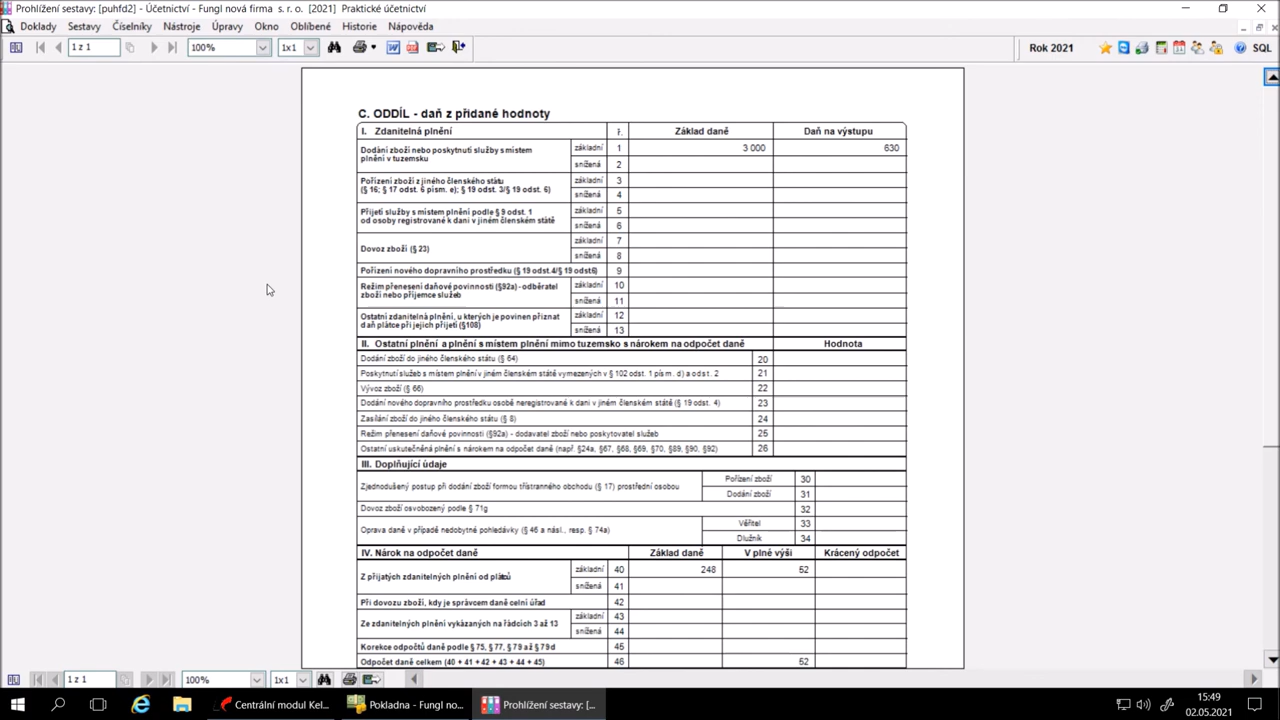 Prohlížení sestavy: [puhfd2] - Účetnictví - Fungl nová firma s. r. o. [2021] Praktické účetnictví
Doklady Sestavy Číselníky Nástroje Úpravy Okno Oblíbené Historie Nápověda
1 z 1 100% 1x1 Rok 2021 SQL
C. ODDÍL - daň z přidané hodnoty
I. Zdanitelná plnění ř. Základ daně Daň na výstupu
Dodání zboží nebo poskytnutí služby s místem plnění v tuzemsku základní 1 3 000 630
snížená 2
Pořízení zboží z jiného členského státu základní 3
(§ 16; § 17 odst. 6 písm. e); § 19 odst. 3/§ 19 odst. 6) snížená 4
Přijetí služby s místem plnění podle § 9 odst. 1 základní 5
od osoby registrované k dani v jiném členském státě snížená 6
Dovoz zboží (§ 23) základní 7
snížená 8
Pořízení nového dopravního prostředku (§ 19 odst.4/§ 19 odst6) 9
Režim přenesení daňové povinnosti (§92a) - odběratel základní 10
zboží nebo příjemce služeb snížená 11
Ostatní zdanitelná plnění, u kterých je povinen přiznat základní 12
daň plátce při jejich přijetí (§108) snížená 13
II. Ostatní plnění a plnění s místem plnění mimo tuzemsko s nárokem na odpočet daně Hodnota
Dodání zboží do jiného členského státu (§ 64) 20
Poskytnutí služeb s místem plnění v jiném členském státě vymezených v § 102 odst. 1 písm. d) a odst. 2 21
Vývoz zboží (§ 66) 22
Dodání nového dopravního prostředku osobě neregistrované k dani v jiném členském státě (§ 19 odst. 4) 23
Zasílání zboží do jiného členského státu (§ 8) 24
Režim přenesení daňové povinnosti (§92a) - dodavatel zboží nebo poskytovatel služeb 25
Ostatní uskutečněná plnění s nárokem na odpočet daně (např. §24a, §67, §68, §69, §70, §89, §90, §92) 26
III. Doplňující údaje
Zjednodušený postup při dodání zboží formou třístranného obchodu (§ 17) prostřední osobou Pořízení zboží 30
Dodání zboží 31
Dovoz zboží osvobozený podle § 71g 32
Oprava daně v případě nedobytné pohledávky (§ 46 a násl., resp. § 74a) Věřitel 33
Dlužník 34
IV. Nárok na odpočet daně Základ daně V plné výši Krácený odpočet
Z přijatých zdanitelných plnění od plátců základní 40 248 52
snížená 41
Při dovozu zboží, kdy je správcem daně celní úřad 42
Ze zdanitelných plnění vykázaných na řádcích 3 až 13 základní 43
snížená 44
Korekce odpočtů daně podle § 75, § 77, § 79 až § 79d 45
Odpočet daně celkem (40 + 41 + 42 + 43 + 44 + 45) 46 52
1 z 1 100% 1x1
Centrální modul Kel... Pokladna - Fungl no... Prohlížení sestavy: [... 15:49
02.05.2021